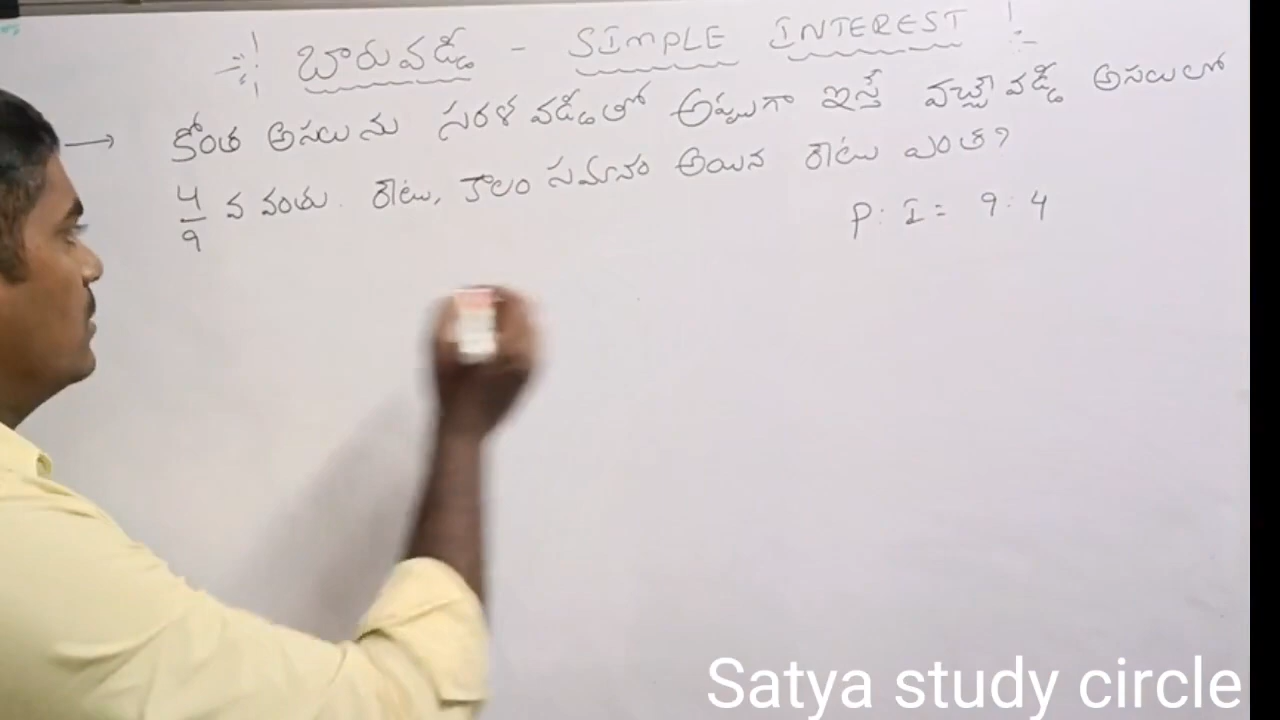 బారువడ్డీ - SIMPLE INTEREST
→ కొంత అసలు ను సరళ వడ్డీతో అప్పుగా ఇస్తే వచ్చే వడ్డీ అసలులో
4/9 వ వంతు. రేటు, కాలం సమానం అయిన రేటు ఎంత?
P : I = 9 : 4
Satya study circle